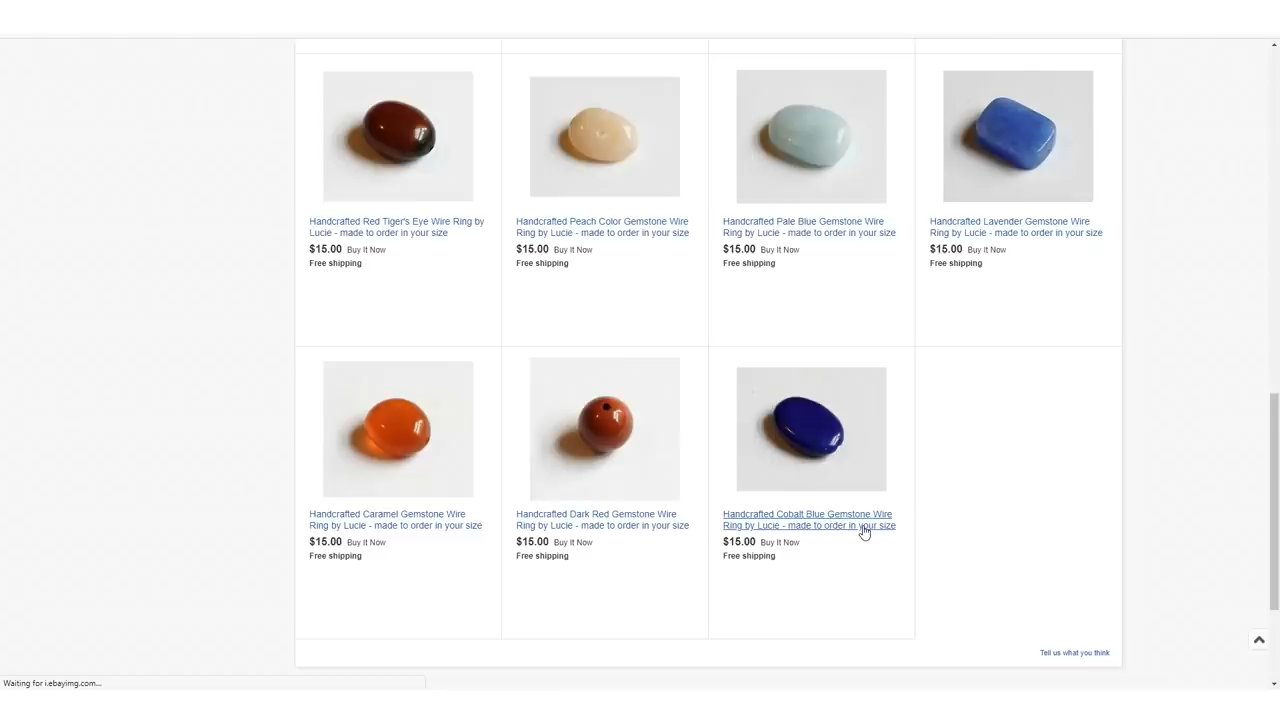 Handcrafted Red Tiger's Eye Wire Ring by
Lucie - made to order in your size
$15.00 Buy It Now
Free shipping
Handcrafted Peach Color Gemstone Wire
Ring by Lucie - made to order in your size
$15.00 Buy It Now
Free shipping
Handcrafted Pale Blue Gemstone Wire
Ring by Lucie - made to order in your size
$15.00 Buy It Now
Free shipping
Handcrafted Lavender Gemstone Wire
Ring by Lucie - made to order in your size
$15.00 Buy It Now
Free shipping
Handcrafted Caramel Gemstone Wire
Ring by Lucie - made to order in your size
$15.00 Buy It Now
Free shipping
Handcrafted Dark Red Gemstone Wire
Ring by Lucie - made to order in your size
$15.00 Buy It Now
Free shipping
Handcrafted Cobalt Blue Gemstone Wire
Ring by Lucie - made to order in your size
$15.00 Buy It Now
Free shipping
Tell us what you think
Waiting for i.ebayimg.com...